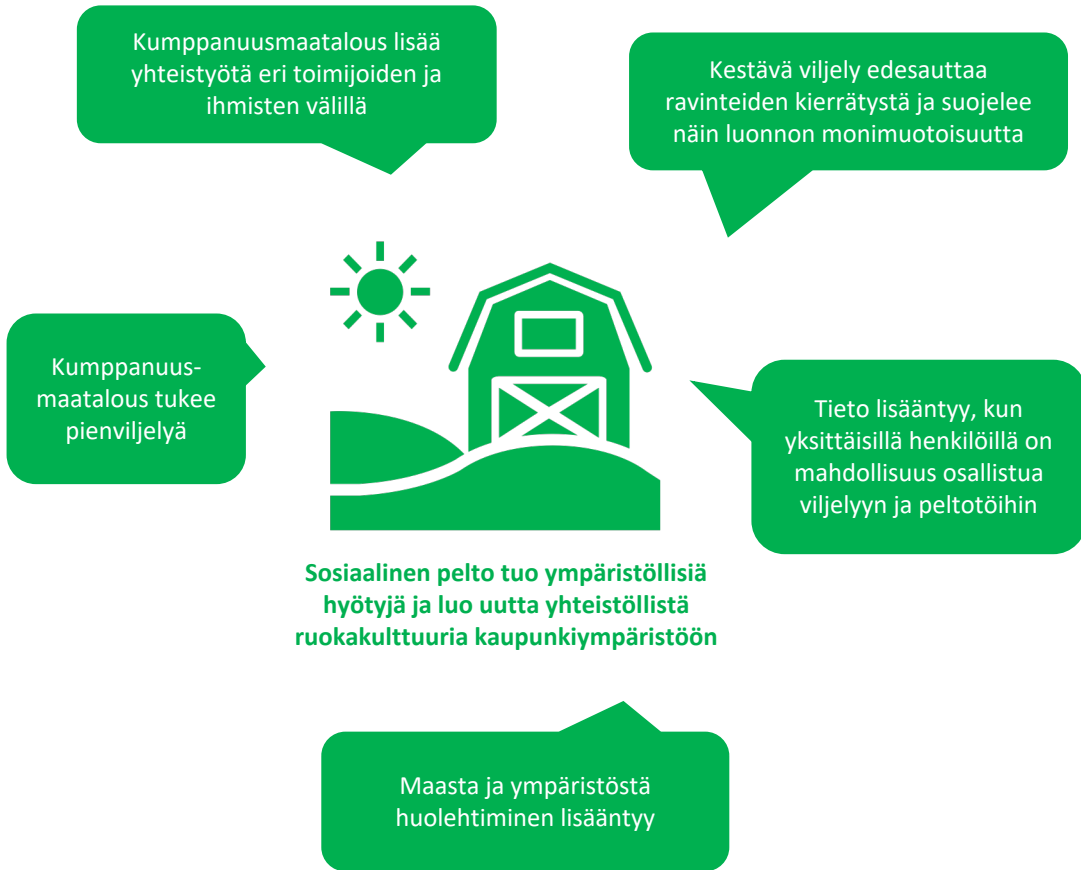 Kumppanuusmaatalous lisää
yhteistyötä eri toimijoiden ja
ihmisten välillä
Kestävä viljely edesauttaa
ravinteiden kierrätystä ja suojelee
näin luonnon monimuotoisuutta
Kumppanuus-
maatalous tukee
pienviljelyä
Tieto lisääntyy, kun
yksittäisillä henkilöillä on
mahdollisuus osallistua
viljelyyn ja peltotöihin
Sosiaalinen pelto tuo ympäristöllisiä
hyötyjä ja luo uutta yhteistöllistä
ruokakulttuuria kaupunkiympäristöön
Maasta ja ympäristöstä
huolehtiminen lisääntyy